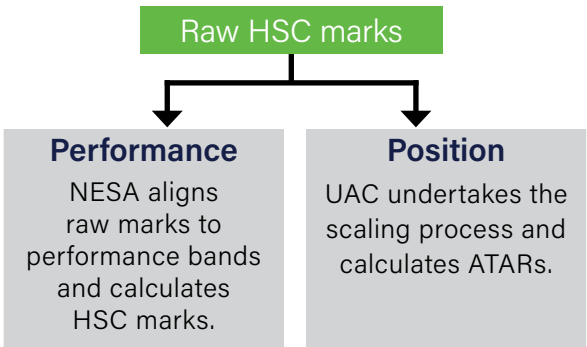 Raw HSC marks
Performance
NESA aligns
raw marks to
performance bands
and calculates
HSC marks.
Position
UAC undertakes the
scaling process and
calculates ATARs.